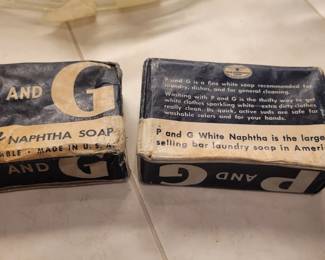 AND G
NAPHTHA SOAP
MADE IN U.S.A.
AND G
P and G is a fine white soap recommended for
laundry, dishes, and for general cleaning.
Washing with P and G is the thrifty way to get
white clothes sparkling white—extra dirty clothes
really clean. Its quick, active suds are safe for
washable colors and for your hands.
P and G White Naphtha is the large
selling bar laundry soap in Americ
P AND G